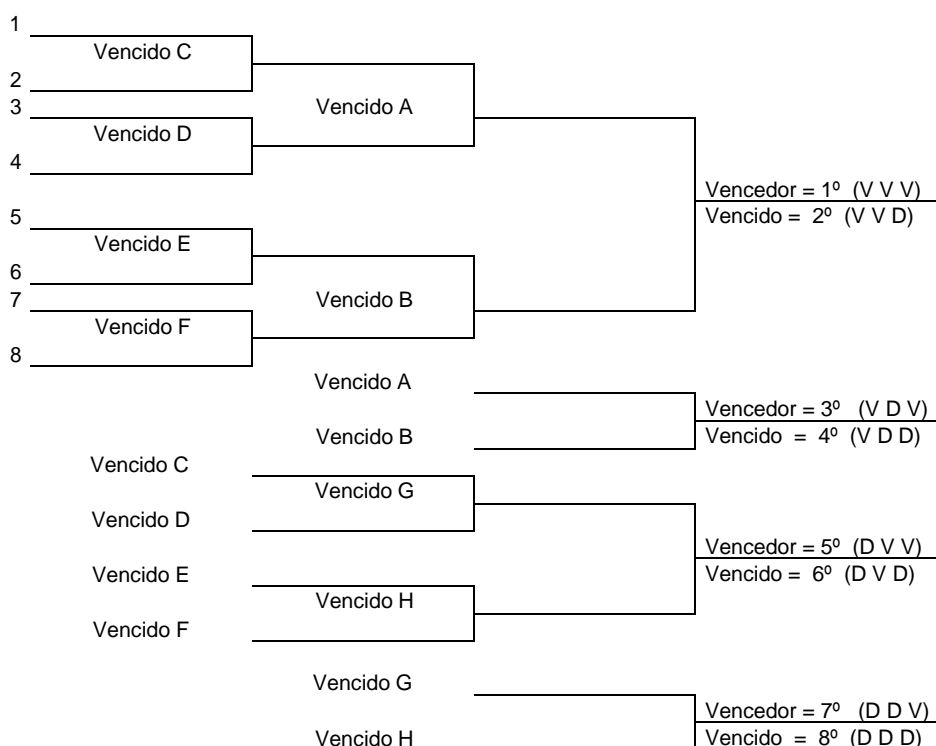 1
Vencido C
2
3
Vencido A
Vencido D
4
Vencedor = 1º (V V V)
5
Vencido = 2º (V V D)
Vencido E
6
7
Vencido B
Vencido F
8
Vencido A
Vencedor = 3º (V D V)
Vencido B
Vencido = 4º (V D D)
Vencido C
Vencido G
Vencido D
Vencedor = 5º (D V V)
Vencido E
Vencido = 6º (D V D)
Vencido H
Vencido F
Vencido G
Vencedor = 7º (D D V)
Vencido H
Vencido = 8º (D D D)